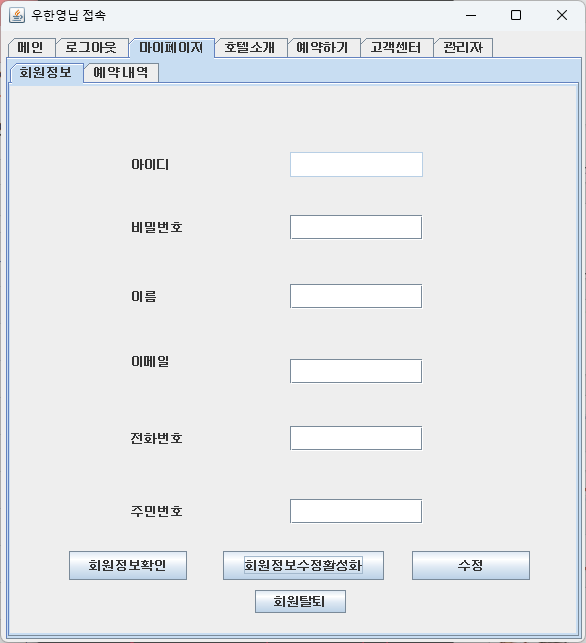 우한영님 접속
메인 로그아웃 마이페이저 호텔소개 예약하기 고객센터 관리자
회원정보 예약내역
아이디
비밀번호
이름
이메일
전화번호
주민번호
회원정보확인 회원정보수정활성화 수정
회원탈퇴